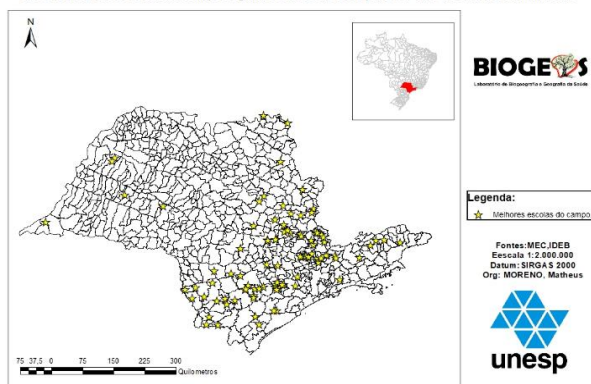 N
BIOGEOS
Laboratório de Biogeografia e Geografia da Saúde
Legenda:
Melhores escolas do campo
Fontes:MEC,IDEB
Eescala 1:2.000.000
Datum: SIRGAS 2000
Org: MORENO, Matheus
unesp
75 37,5 0 75 150 225 300
Quilometros